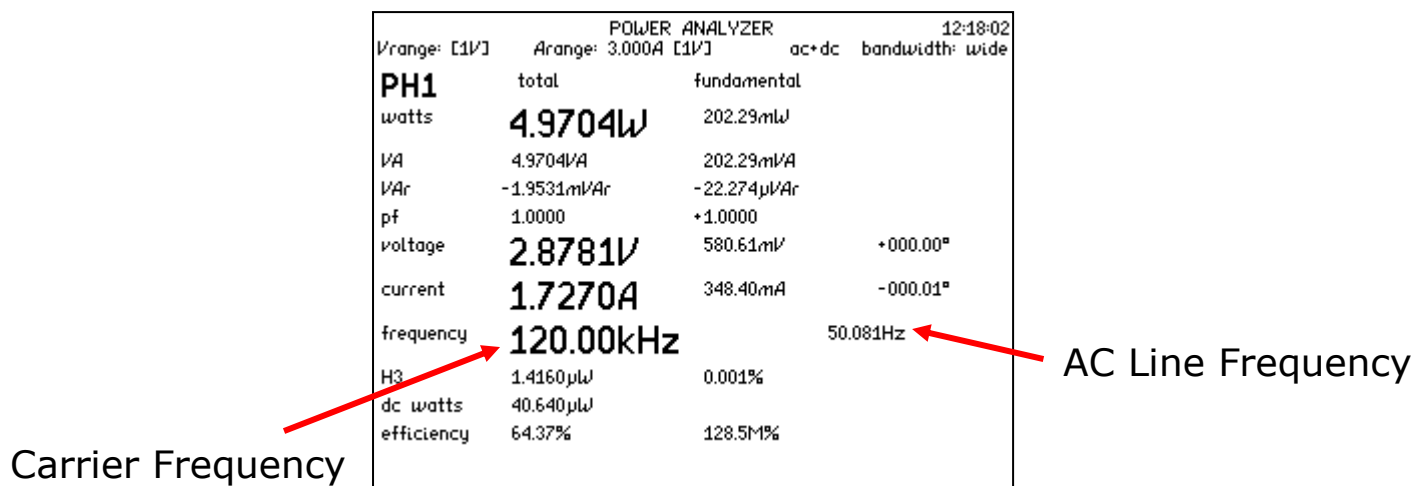 POWER ANALYZER 12:18:02
Vrange: [1V] Arange: 3.000A [1V] ac+dc bandwidth: wide
PH1 total fundamental
watts 4.9704W 202.29mW
VA 4.9704VA 202.29mVA
VAr -1.9531mVAr -22.274µVAr
pf 1.0000 +1.0000
voltage 2.8781V 580.61mV +000.00°
current 1.7270A 348.40mA -000.01°
frequency 120.00kHz 50.081Hz
AC Line Frequency
H3 1.4160µW 0.001%
dc watts 40.640µW
efficiency 64.37% 128.5M%
Carrier Frequency